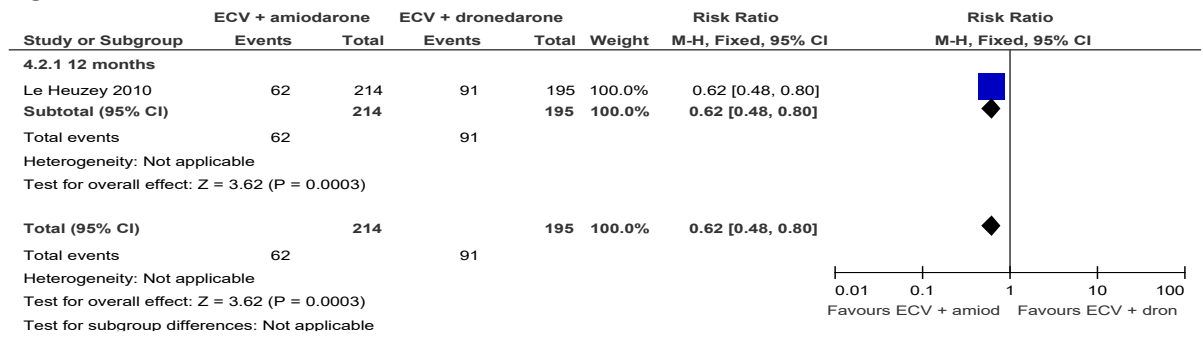 ECV + amiodarone ECV + dronedarone Risk Ratio Risk Ratio
Study or Subgroup Events Total Events Total Weight M-H, Fixed, 95% CI M-H, Fixed, 95% CI
4.2.1 12 months
Le Heuzey 2010 62 214 91 195 100.0% 0.62 [0.48, 0.80]
Subtotal (95% CI) 214 195 100.0% 0.62 [0.48, 0.80]
Total events 62 91
Heterogeneity: Not applicable
Test for overall effect: Z = 3.62 (P = 0.0003)
Total (95% CI) 214 195 100.0% 0.62 [0.48, 0.80]
Total events 62 91
Heterogeneity: Not applicable
Test for overall effect: Z = 3.62 (P = 0.0003)
Test for subgroup differences: Not applicable
0.01 0.1 1 10 100
Favours ECV + amiod Favours ECV + dron